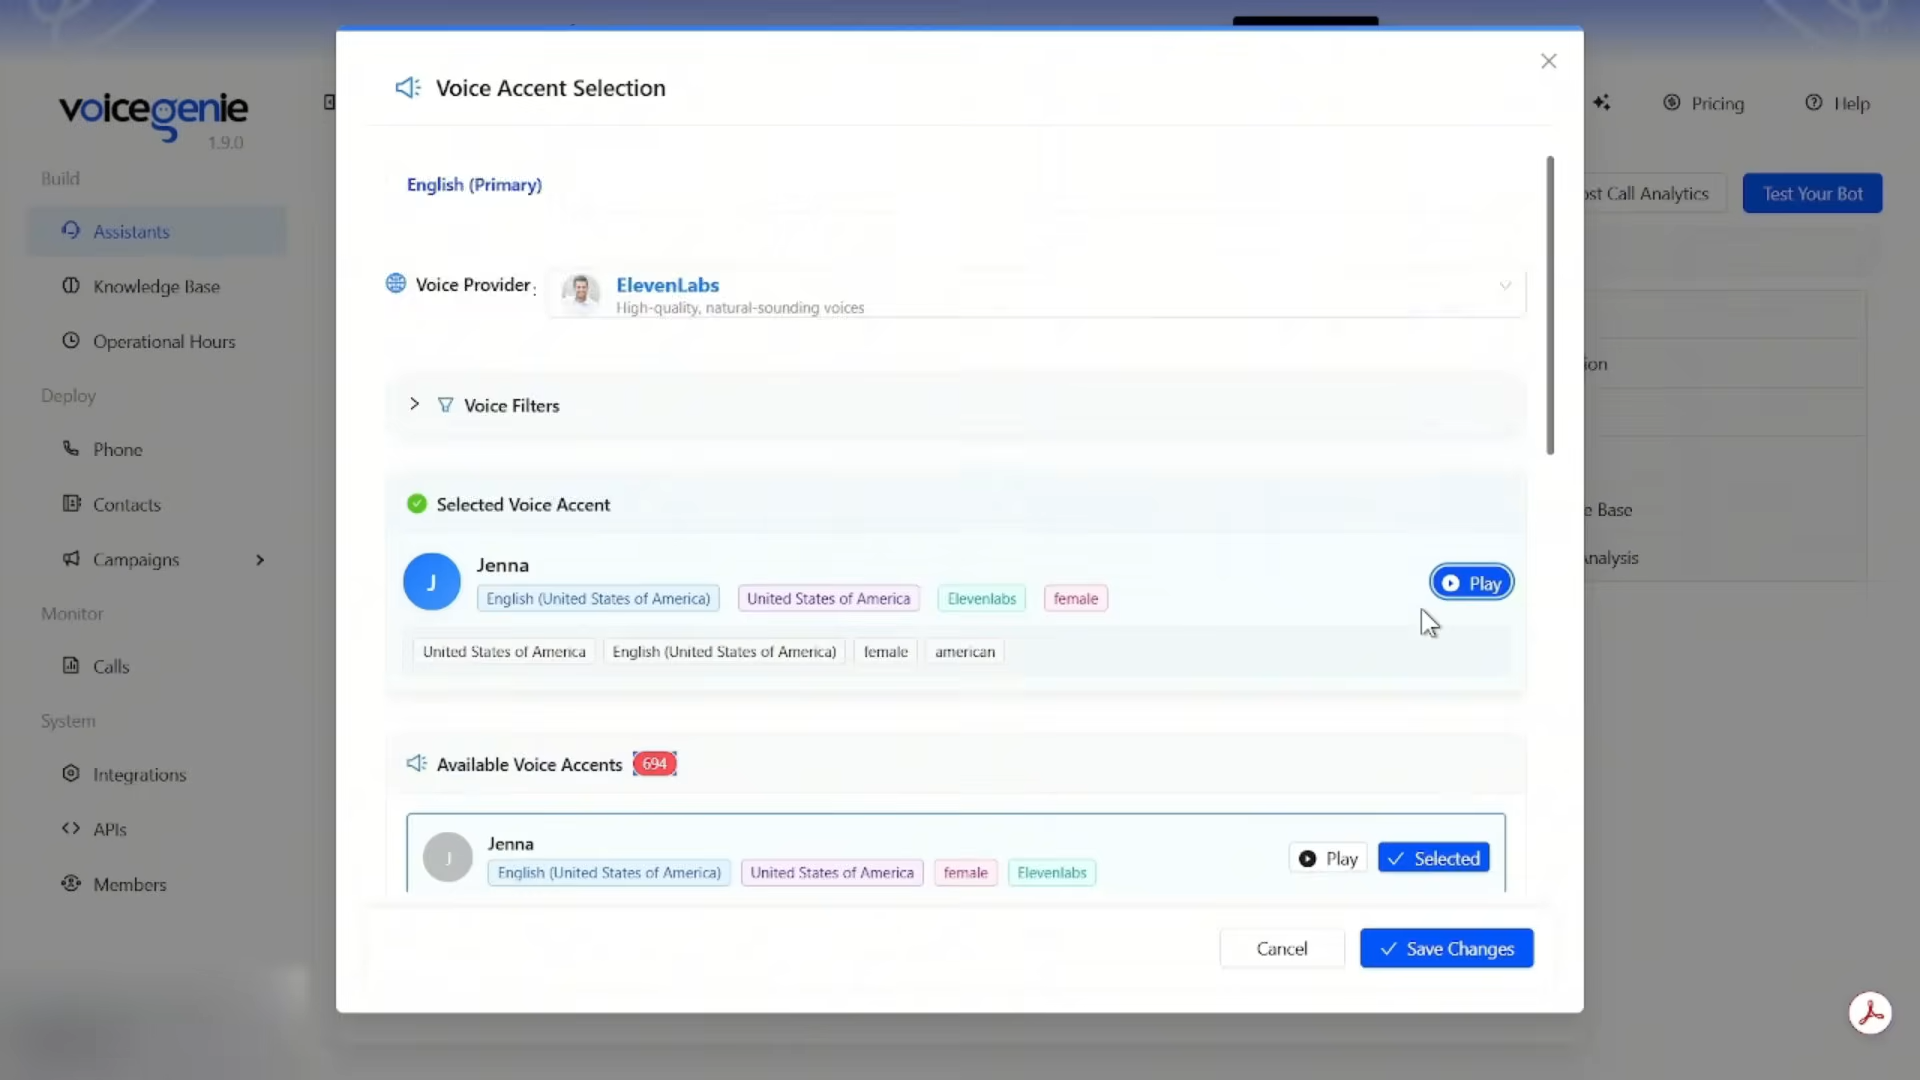 Voice Accent Selection
voicegenie
1.9.0
Pricing
Help
English (Primary)
Build
Call Analytics
Test Your Bot
Assistants
Knowledge Base
Operational Hours
Voice Provider :
ElevenLabs
High-quality, natural-sounding voices
Deploy
Voice Filters
Phone
Contacts
Selected Voice Accent
Base
Campaigns
J
Jenna
English (United States of America)
United States of America
Elevenlabs
female
Play
Monitor
United States of America
English (United States of America)
female
american
Calls
System
Available Voice Accents 694
Integrations
APIs
Members
J
Jenna
English (United States of America)
United States of America
female
Elevenlabs
Play
Selected
Cancel
Save Changes